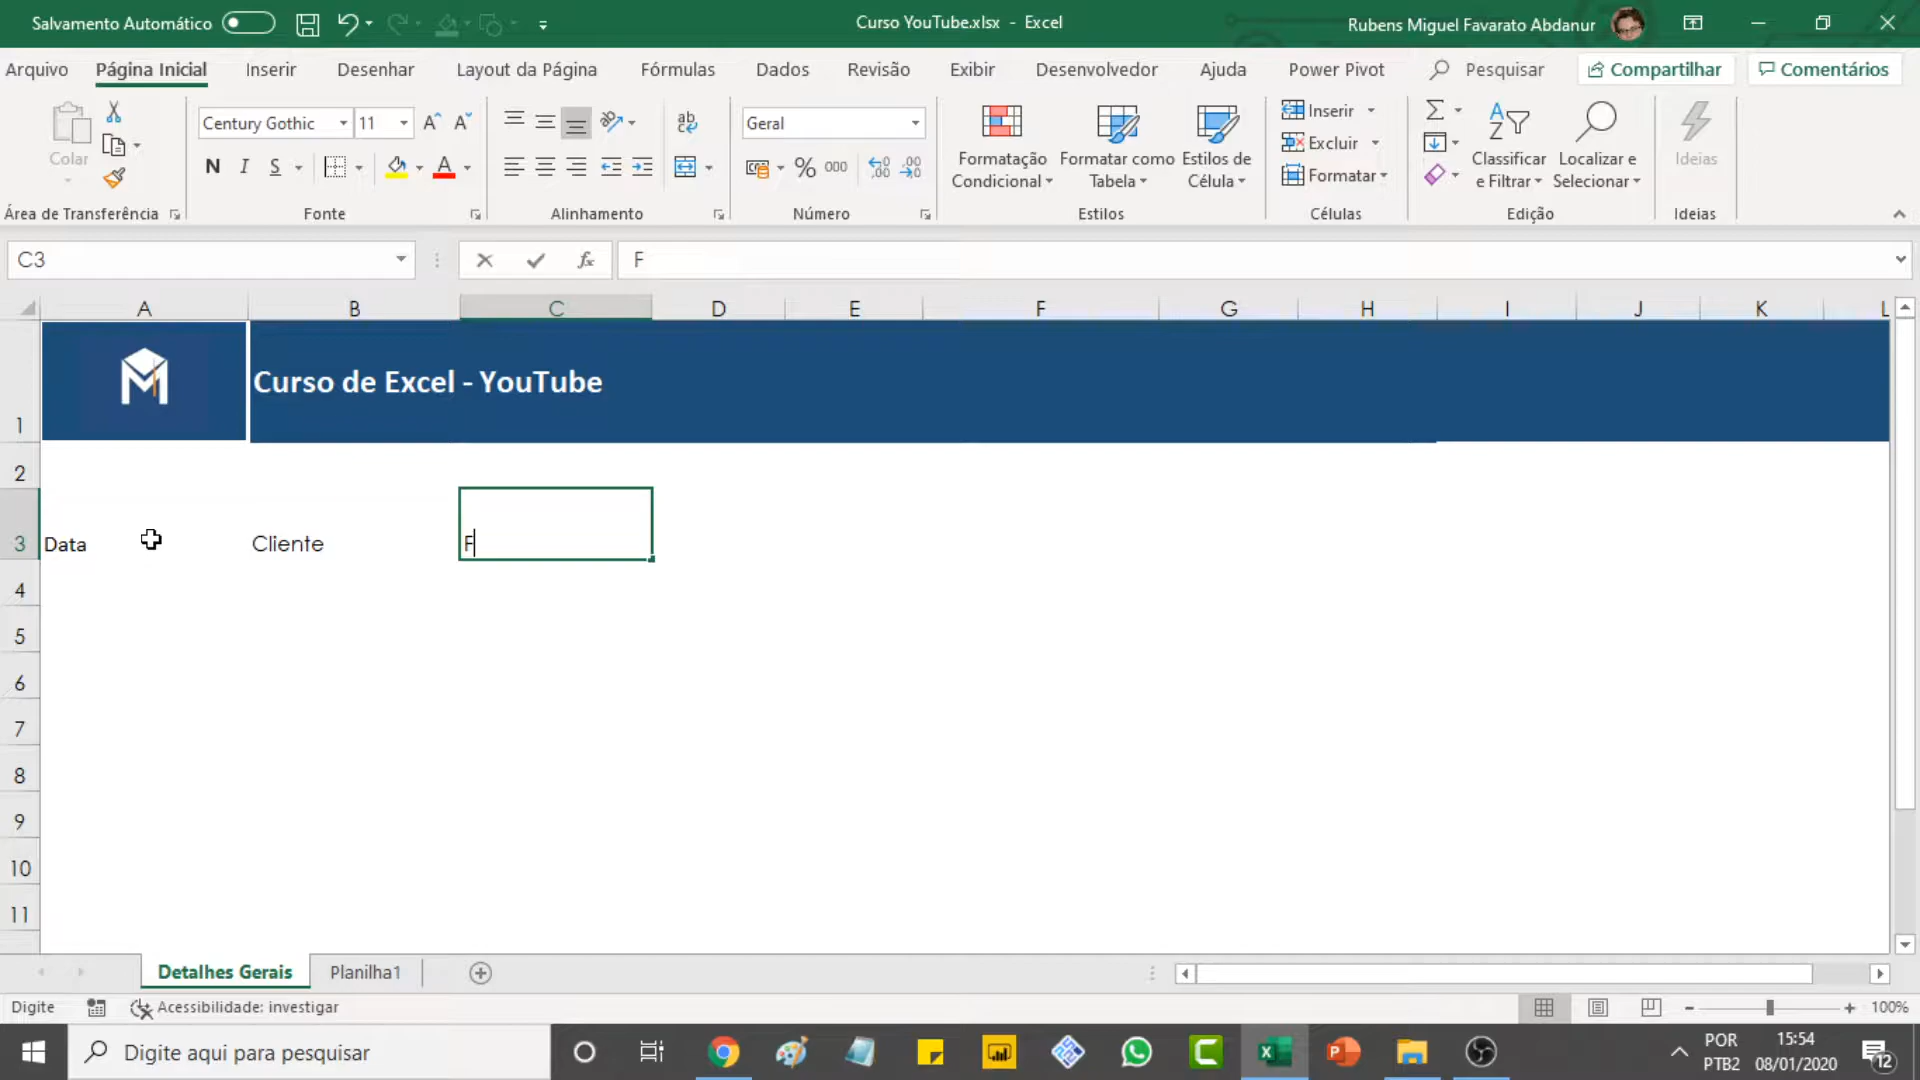 Salvamento Automático
Curso YouTube.xlsx - Excel
Rubens Miguel Favarato Abdanur
Arquivo Página Inicial Inserir Desenhar Layout da Página Fórmulas Dados Revisão Exibir Desenvolvedor Ajuda Power Pivot Pesquisar Compartilhar Comentários
Colar
Área de Transferência
Century Gothic 11
N I S
Fonte
ab
Alinhamento
Geral
% 000
Número
Formatação Condicional
Formatar como Tabela
Estilos de Célula
Estilos
Inserir
Excluir
Formatar
Células
Classificar e Filtrar
Localizar e Selecionar
Edição
Ideias
Ideias
C3
fx
F
A B C D E F G H I J K L
1
Curso de Excel - YouTube
2
3 Data Cliente F
4
5
6
7
8
9
10
11
Detalhes Gerais Planilha1
Digite Acessibilidade: investigar 100%
Digite aqui para pesquisar
POR
PTB2
15:54
08/01/2020
12